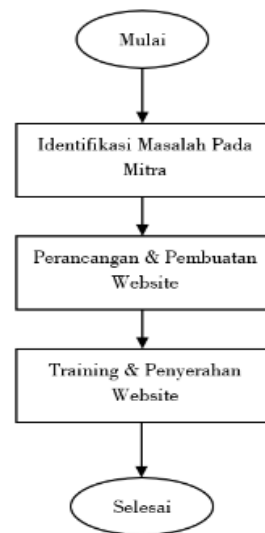 Mulai
Identifikasi Masalah Pada
Mitra
Perancangan & Pembuatan
Website
Training & Penyerahan
Website
Selesai